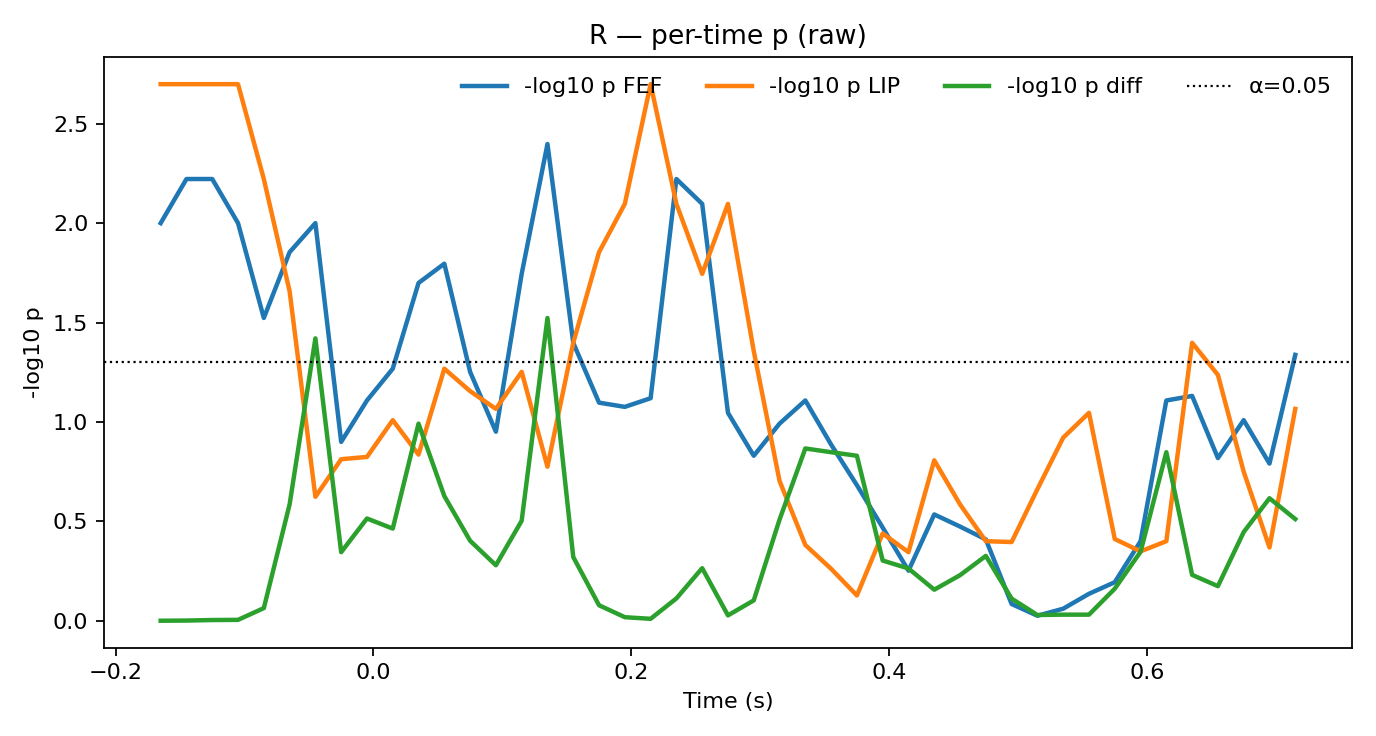 R — per-time p (raw)
-log10 p FEF -log10 p LIP -log10 p diff α=0.05
-log10 p
2.5
2.0
1.5
1.0
0.5
0.0
−0.2 0.0 0.2 0.4 0.6
Time (s)